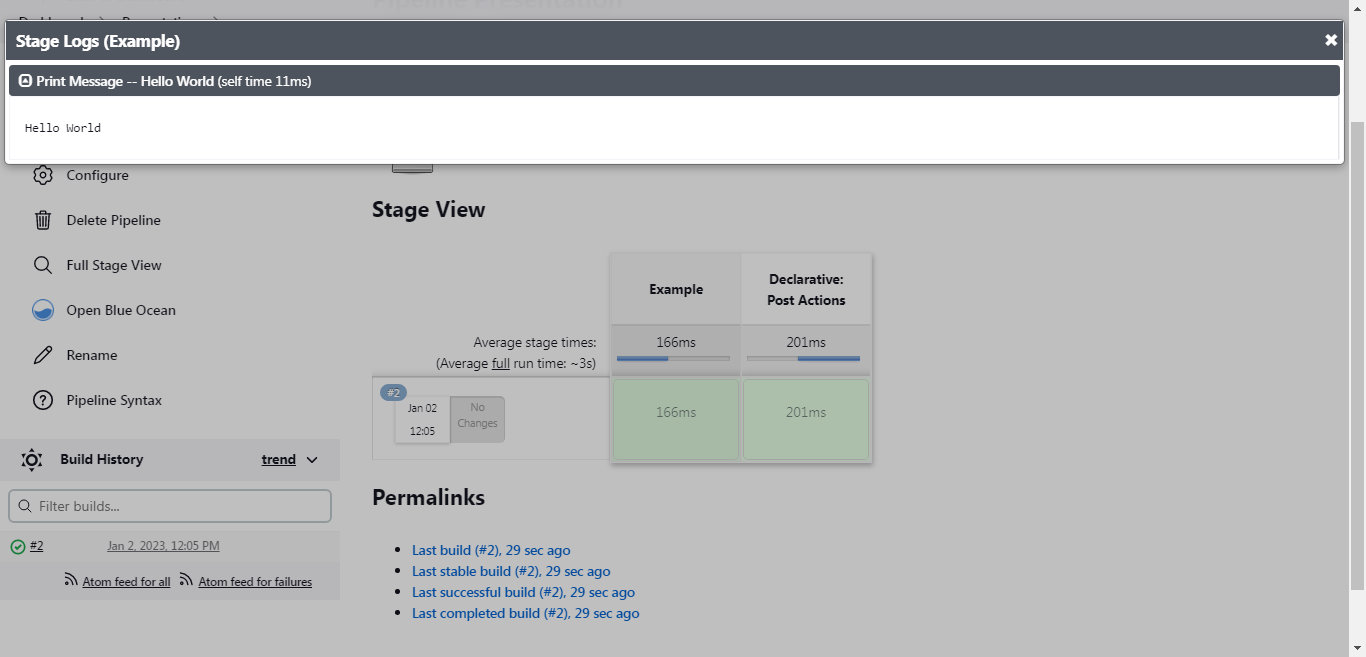 Pipeline Presentation
Stage Logs (Example)
Print Message -- Hello World (self time 11ms)
Hello World
Configure
Delete Pipeline
Full Stage View
Open Blue Ocean
Rename
Pipeline Syntax
Build History trend
Filter builds...
#2 Jan 2, 2023, 12:05 PM
Atom feed for all Atom feed for failures
Stage View
Example
Declarative:
Post Actions
Average stage times:
(Average full run time: ~3s)
166ms
201ms
#2
Jan 02
12:05
No
Changes
166ms
201ms
Permalinks
Last build (#2), 29 sec ago
Last stable build (#2), 29 sec ago
Last successful build (#2), 29 sec ago
Last completed build (#2), 29 sec ago